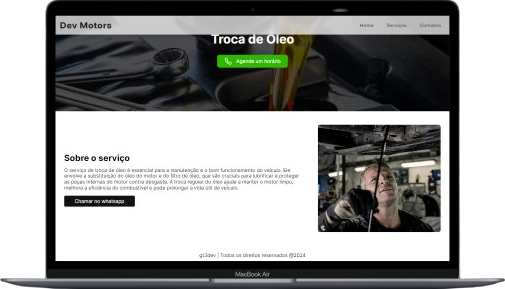 Dev Motors
Home Serviços Contatos
Troca de Óleo
Agende um horário
Sobre o serviço
O serviço de troca de óleo é essencial para a manutenção e o bom funcionamento do veículo. Ele
envolve a substituição do óleo do motor e do filtro de óleo, que são cruciais para lubrificar e proteger
as peças internas do motor contra desgaste. A troca regular do óleo ajuda a manter o motor limpo,
melhora a eficiência do combustível e pode prolongar a vida útil do veículo.
Chamar no whatsapp
| Todos os direitos reservados @2024
MacBook Air